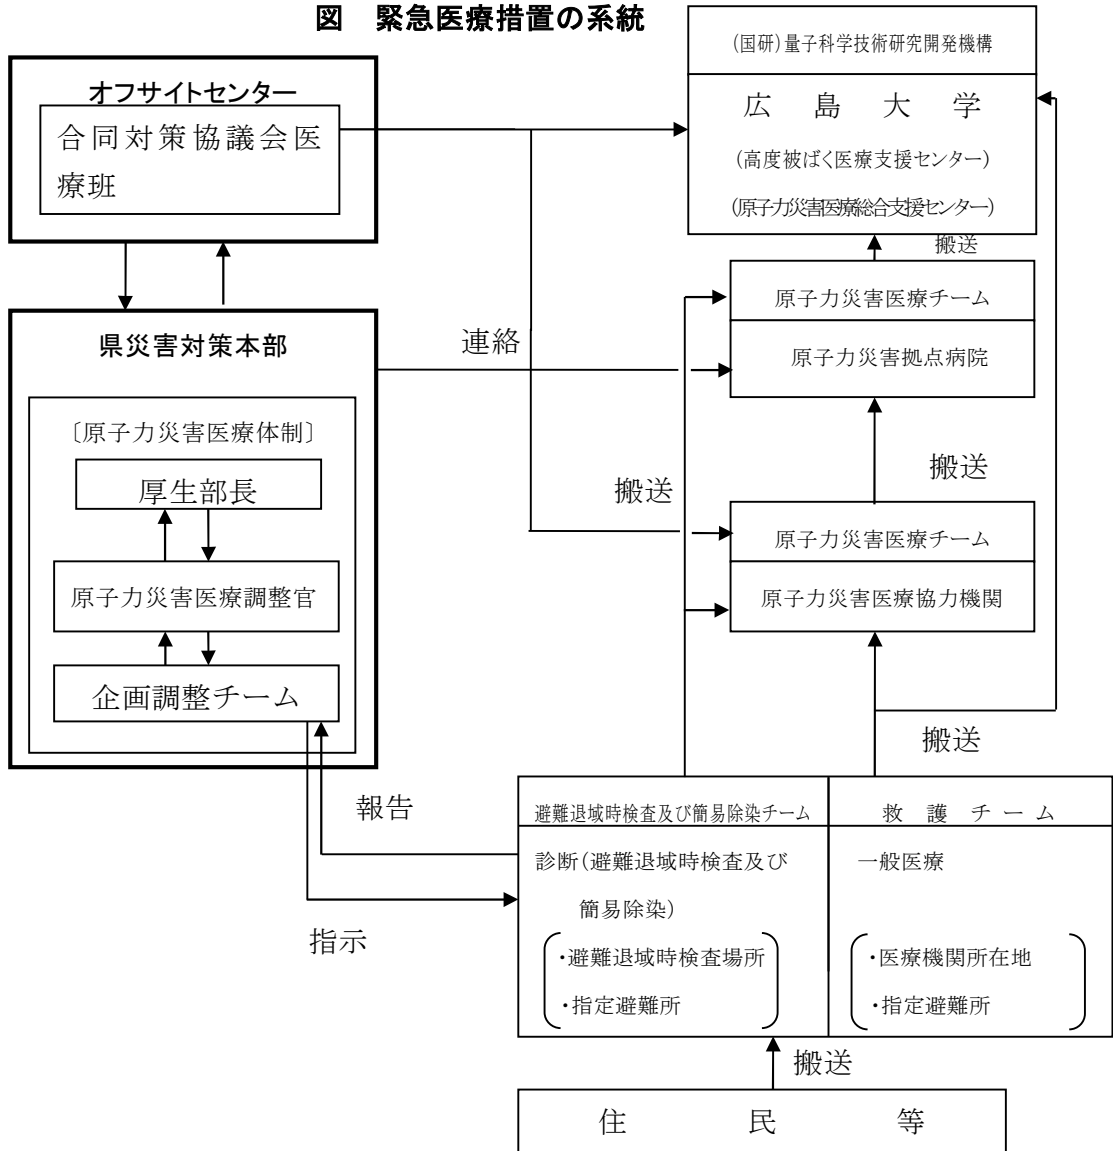 図　緊急医療措置の系統
オフサイトセンター
合同対策協議会医
療班
県災害対策本部
〔原子力災害医療体制〕
厚生部長
原子力災害医療調整官
企画調整チーム
報告
指示
連絡
搬送
(国研)量子科学技術研究開発機構
広　島　大　学
(高度被ばく医療支援センター)
(原子力災害医療総合支援センター)
搬送
原子力災害医療チーム
原子力災害拠点病院
搬送
原子力災害医療チーム
原子力災害医療協力機関
搬送
避難退域時検査及び簡易除染チーム
診断(避難退域時検査及び
簡易除染)
・避難退域時検査場所
・指定避難所
救　護　チ　ー　ム
一般医療
・医療機関所在地
・指定避難所
搬送
住　民　等